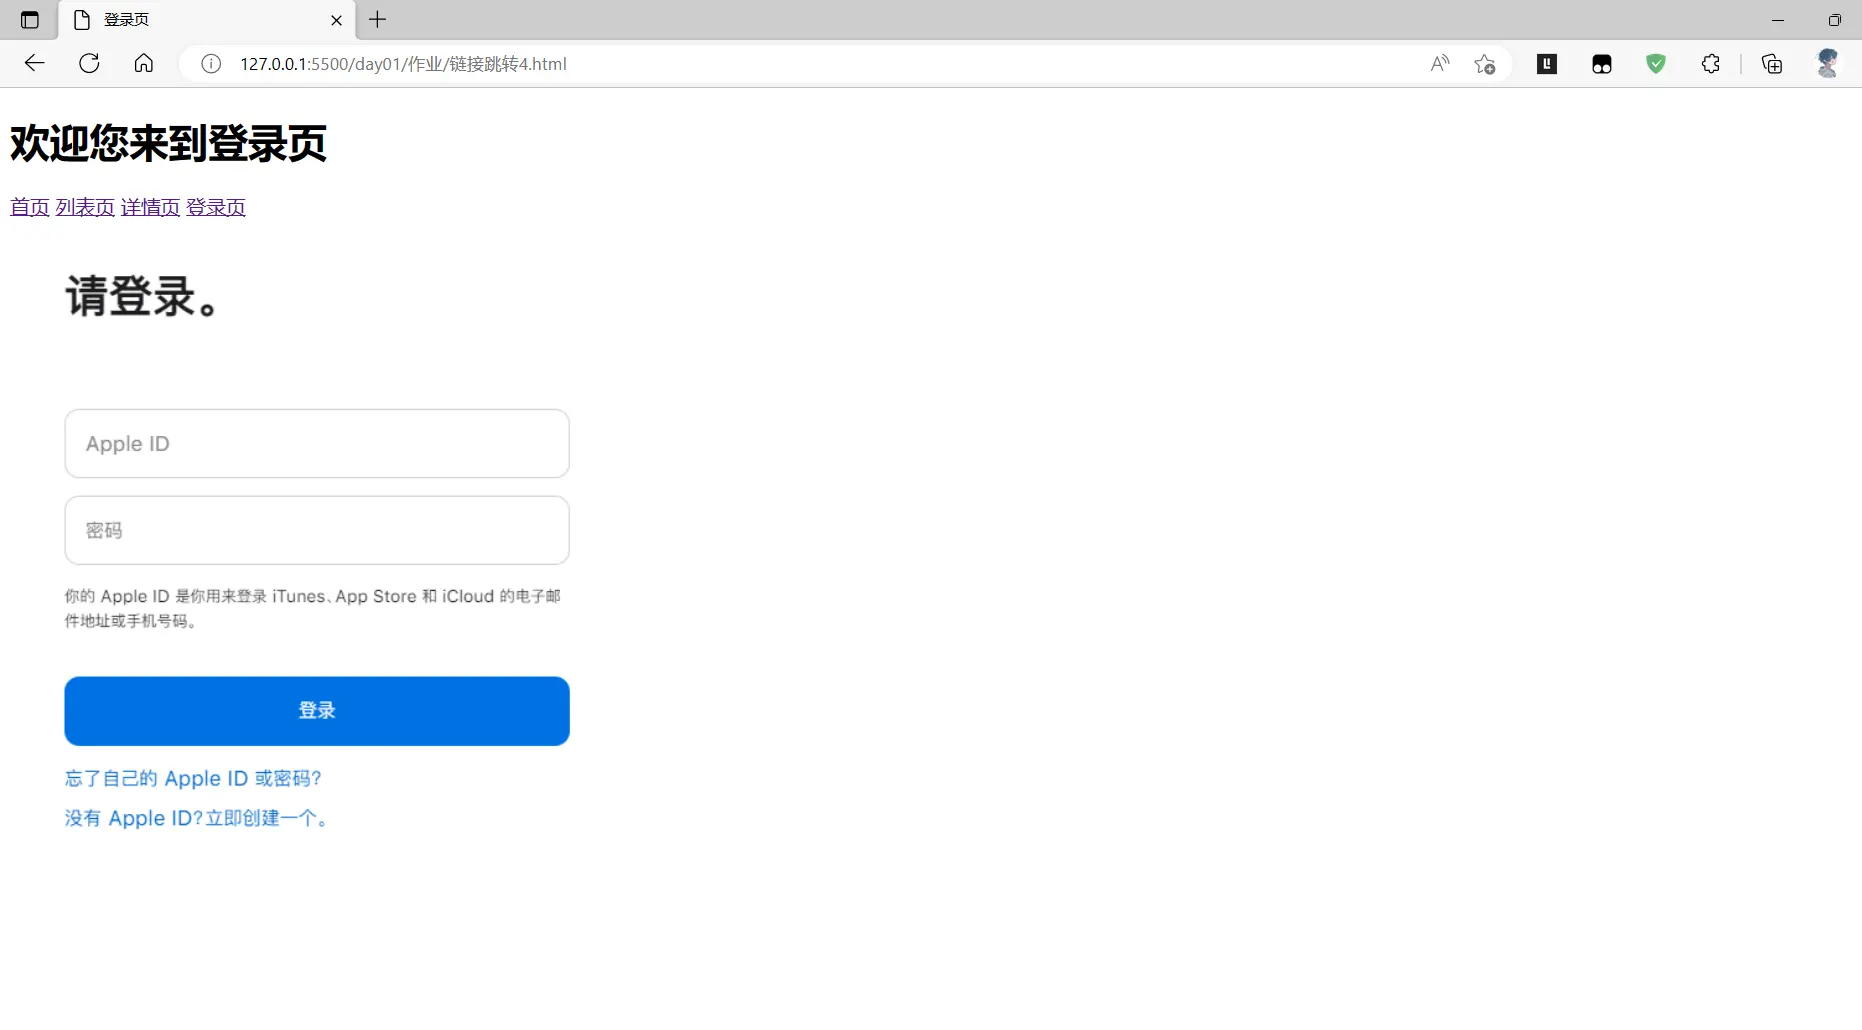 登录页
127.0.0.1:5500/day01/作业/链接跳转4.html
欢迎您来到登录页
首页 列表页 详情页 登录页
请登录。
Apple ID
密码
你的 Apple ID 是你用来登录 iTunes、App Store 和 iCloud 的电子邮
件地址或手机号码。
登录
忘了自己的 Apple ID 或密码?
没有 Apple ID?立即创建一个。